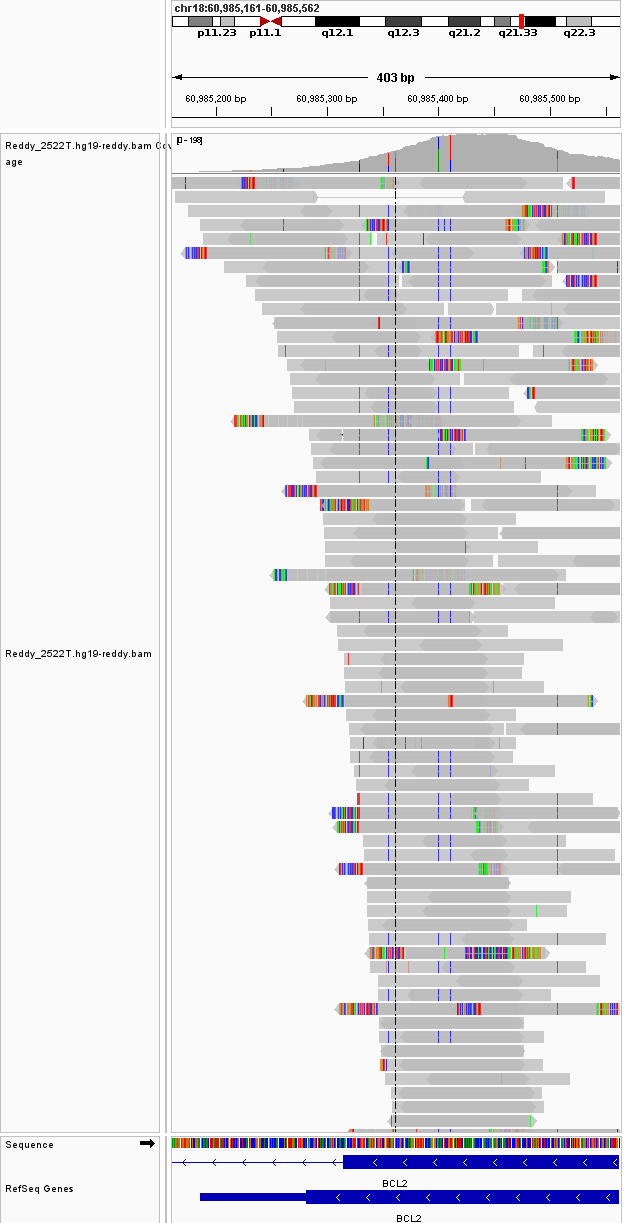 chr18:60,985,161-60,985,562
p11.23 p11.1 q12.1 q12.3 q21.2 q21.33 q22.3
403 bp
60,985,200 bp 60,985,300 bp 60,985,400 bp 60,985,500 bp
Reddy_2522T.hg19-reddy.bam Cov
age
[0 - 198]
Reddy_2522T.hg19-reddy.bam
Sequence
BCL2
RefSeq Genes
BCL2